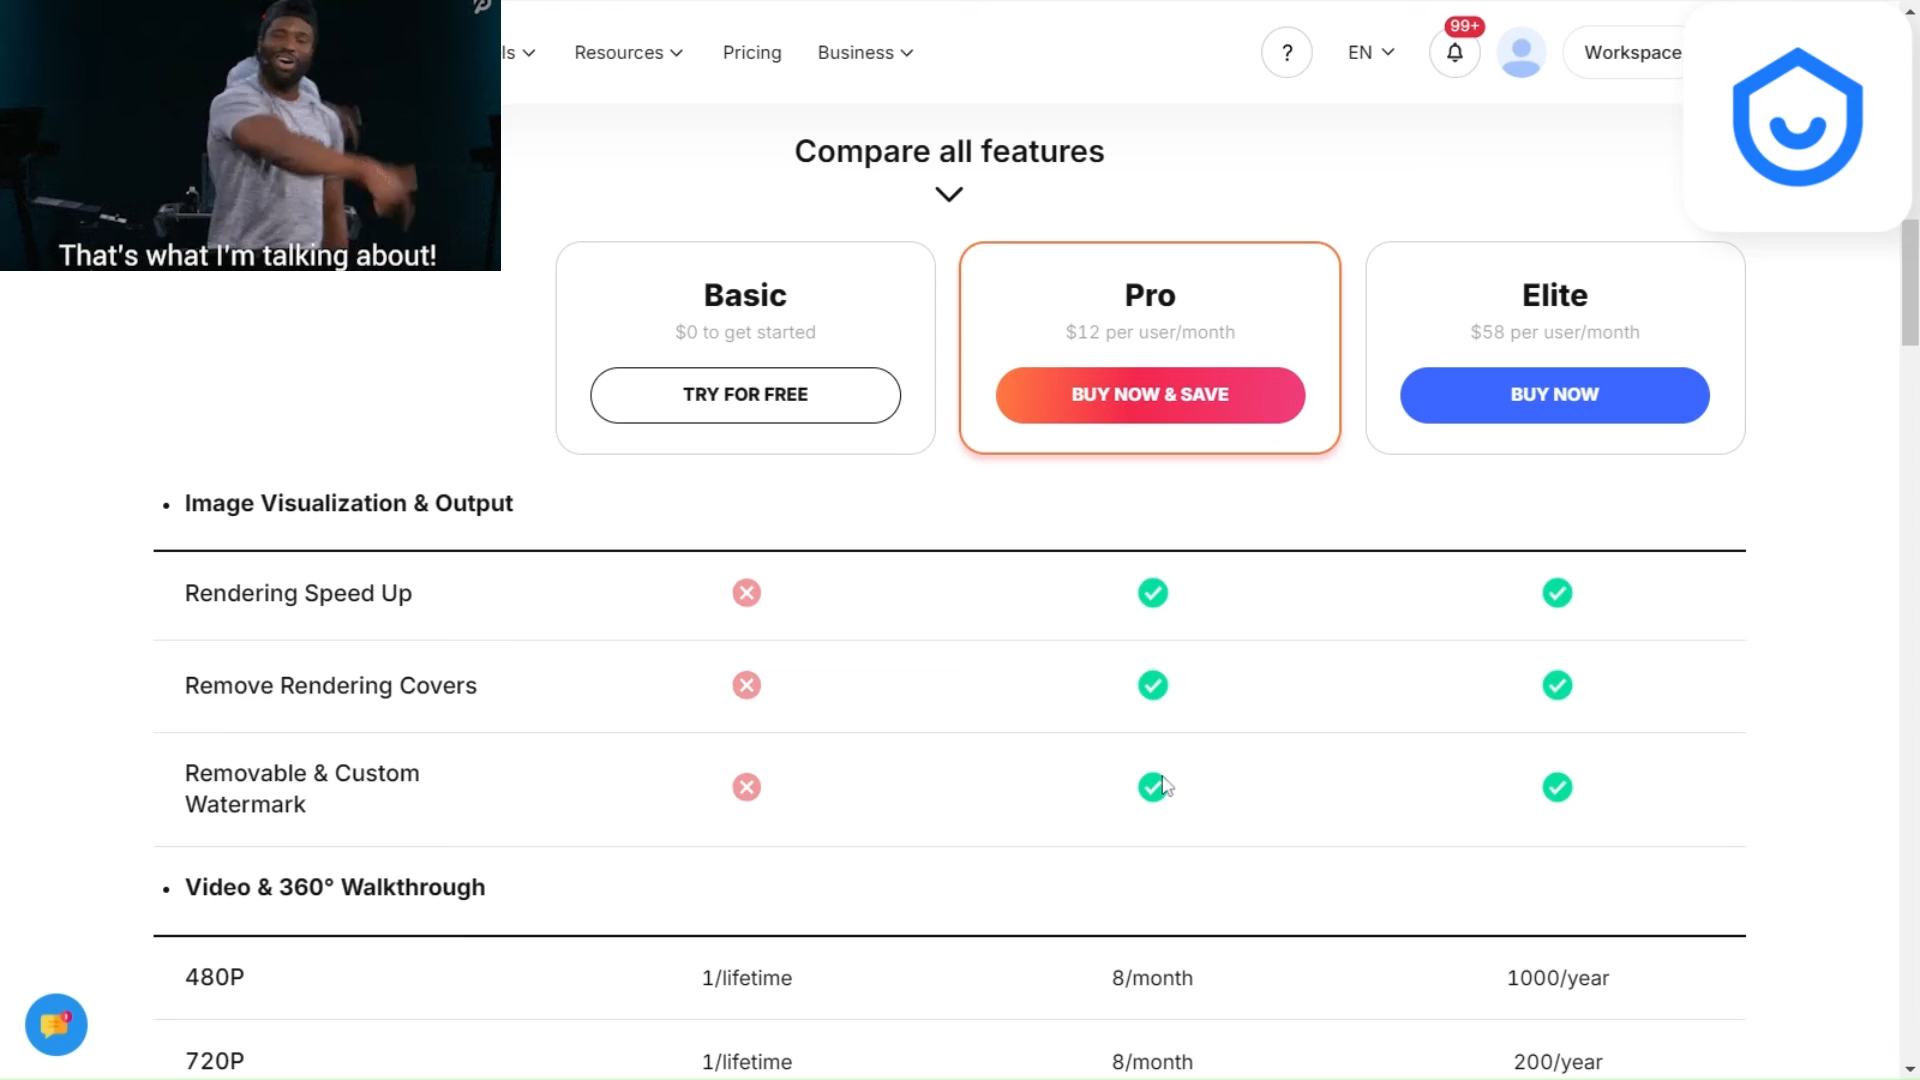 ls
Resources
Pricing
Business
?
EN
99+
Workspace
That's what I'm talking about!
Compare all features
Basic
$0 to get started
TRY FOR FREE
Pro
$12 per user/month
BUY NOW & SAVE
Elite
$58 per user/month
BUY NOW
• Image Visualization & Output
Rendering Speed Up
Remove Rendering Covers
Removable & Custom
Watermark
• Video & 360° Walkthrough
480P 1/lifetime 8/month 1000/year
720P 1/lifetime 8/month 200/year